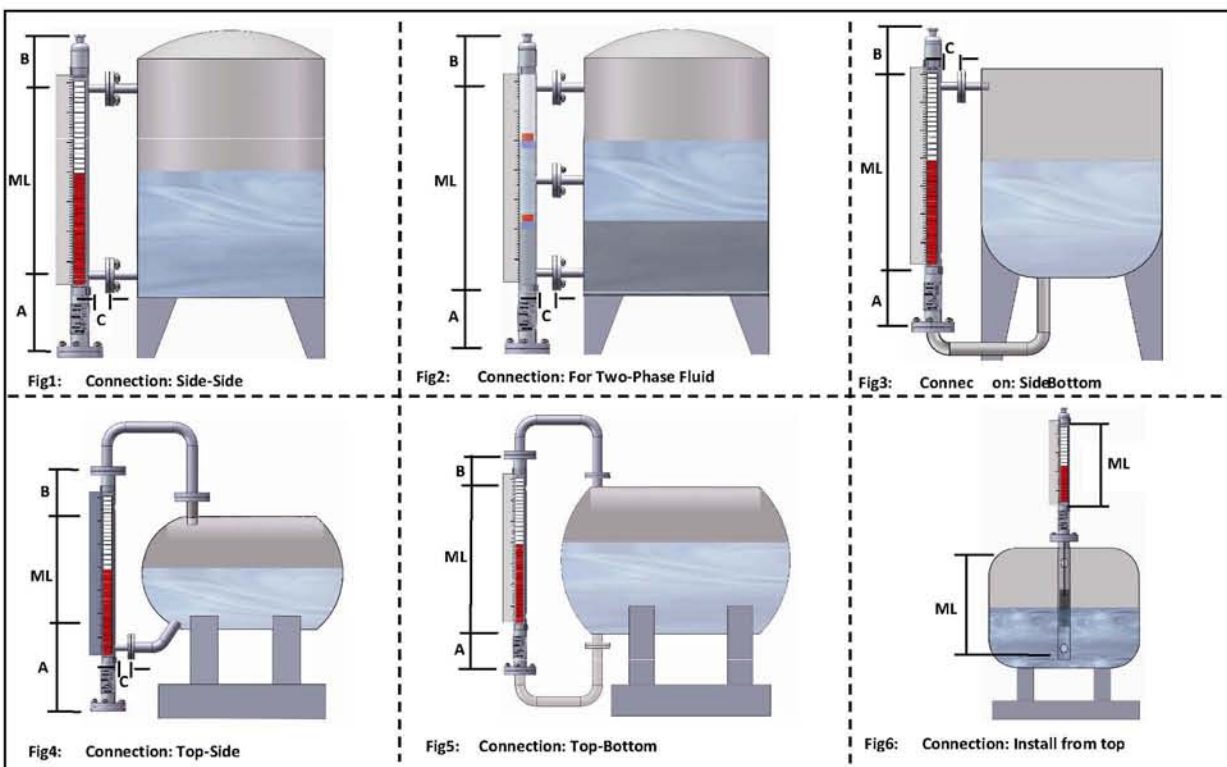 B
ML
A
C
Fig1: Connection: Side-Side
B
ML
A
C
Fig2: Connection: For Two-Phase Fluid
B
C
ML
A
Fig3: Connec on: SideBottom
B
ML
A
C
Fig4: Connection: Top-Side
B
ML
A
Fig5: Connection: Top-Bottom
ML
ML
Fig6: Connection: Install from top